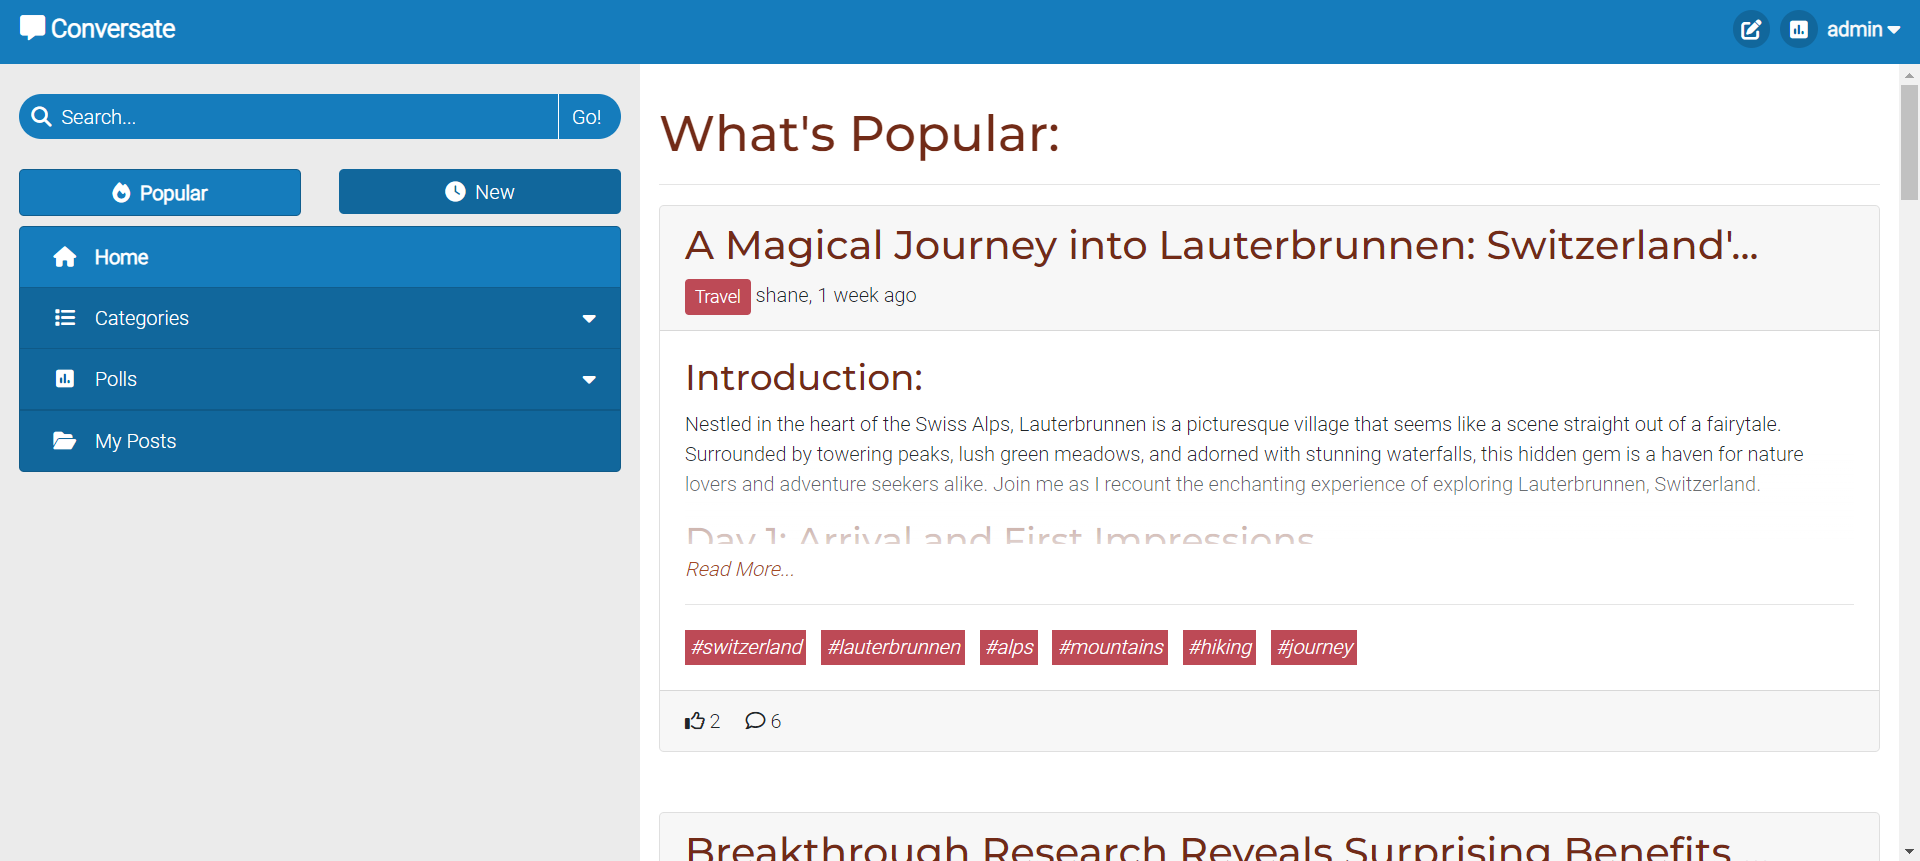 Conversate
admin
Search...
Go!
Popular
New
Home
Categories
Polls
My Posts
What's Popular:
A Magical Journey into Lauterbrunnen: Switzerland'...
Travel shane, 1 week ago
Introduction:
Nestled in the heart of the Swiss Alps, Lauterbrunnen is a picturesque village that seems like a scene straight out of a fairytale.
Surrounded by towering peaks, lush green meadows, and adorned with stunning waterfalls, this hidden gem is a haven for nature
lovers and adventure seekers alike. Join me as I recount the enchanting experience of exploring Lauterbrunnen, Switzerland.
Day 1: Arrival and First Impressions
Read More...
#switzerland #lauterbrunnen #alps #mountains #hiking #journey
2 6
Breakthrough Research Reveals Surprising Benefits...